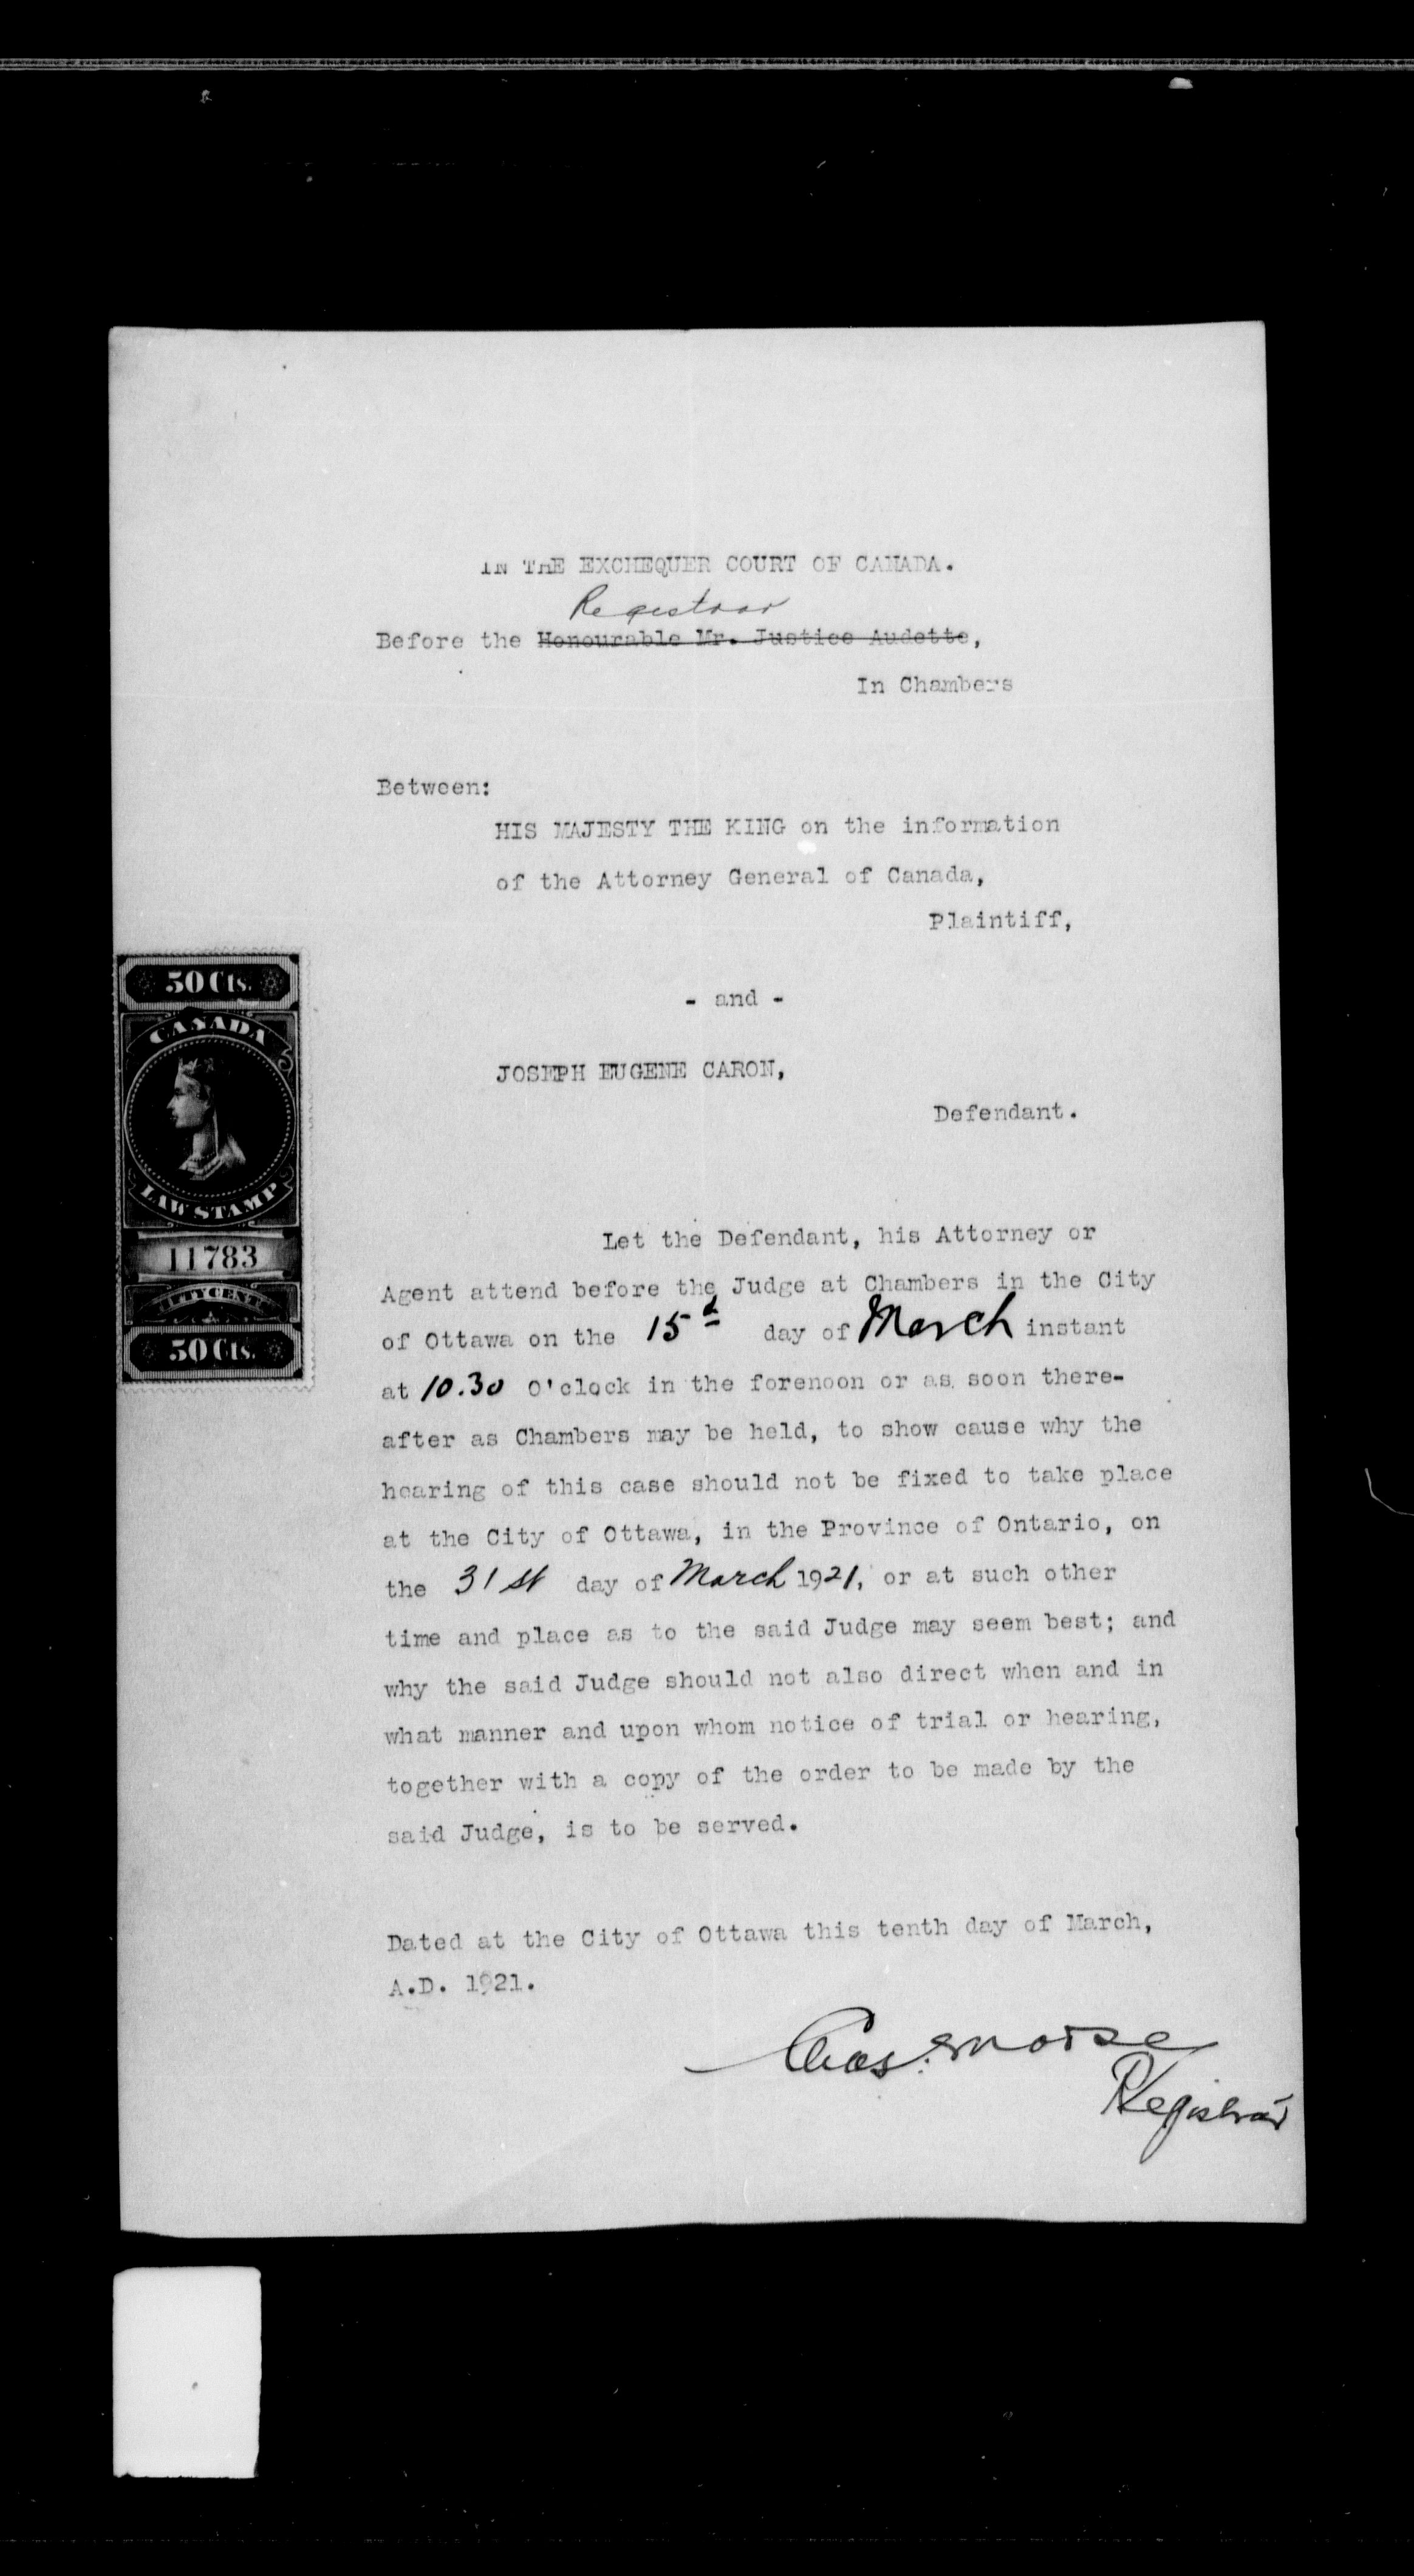 IN THE EXCHEQUER COURT OF CANADA.
Registrar
Before the Honourable Mr. Justice Audette,
In Chambers
Between:
HIS MAJESTY THE KING on the information
of the Attorney General of Canada,
Plaintiff,
- and -
JOSEPH EUGENE CARON,
Defendant.
50 Cts.
CANADA
LAW STAMP
11783
FIFTY CENTS
50 Cts.
Let the Defendant, his Attorney or
Agent attend before the Judge at Chambers in the City
of Ottawa on the 15th day of March instant
at 10.30 O'clock in the forenoon or as soon there-
after as Chambers may be held, to show cause why the
hearing of this case should not be fixed to take place
at the City of Ottawa, in the Province of Ontario, on
the 31st day of March 1921, or at such other
time and place as to the said Judge may seem best; and
why the said Judge should not also direct when and in
what manner and upon whom notice of trial or hearing,
together with a copy of the order to be made by the
said Judge, is to be served.
Dated at the City of Ottawa this tenth day of March,
A.D. 1921.
Chas. Morse
Registrar